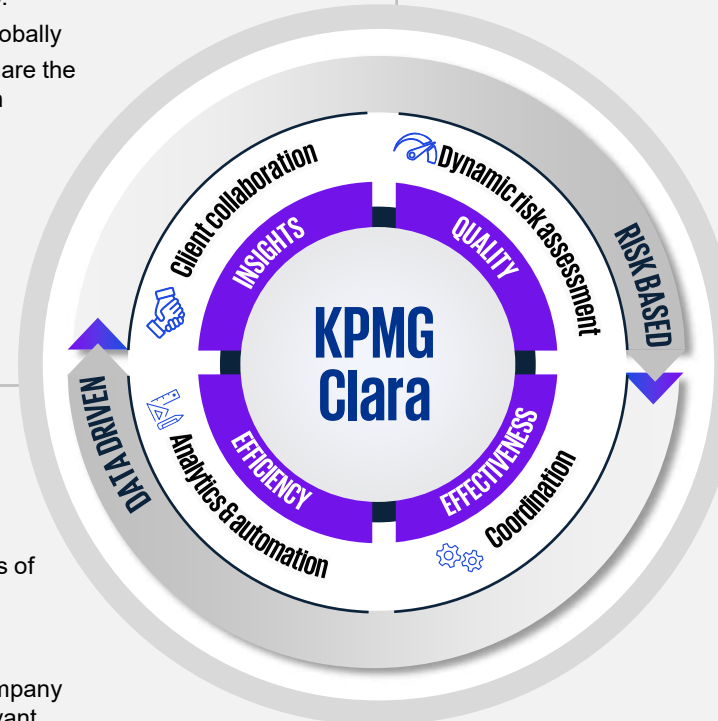 obally
are the
Client collaboration
Dynamic risk assessment
INSIGHTS
QUALITY
RISK BASED
KPMG
Clara
DATA DRIVEN
EFFICIENCY
EFFECTIVENESS
Analytics & automation
Coordination
s of
mpany